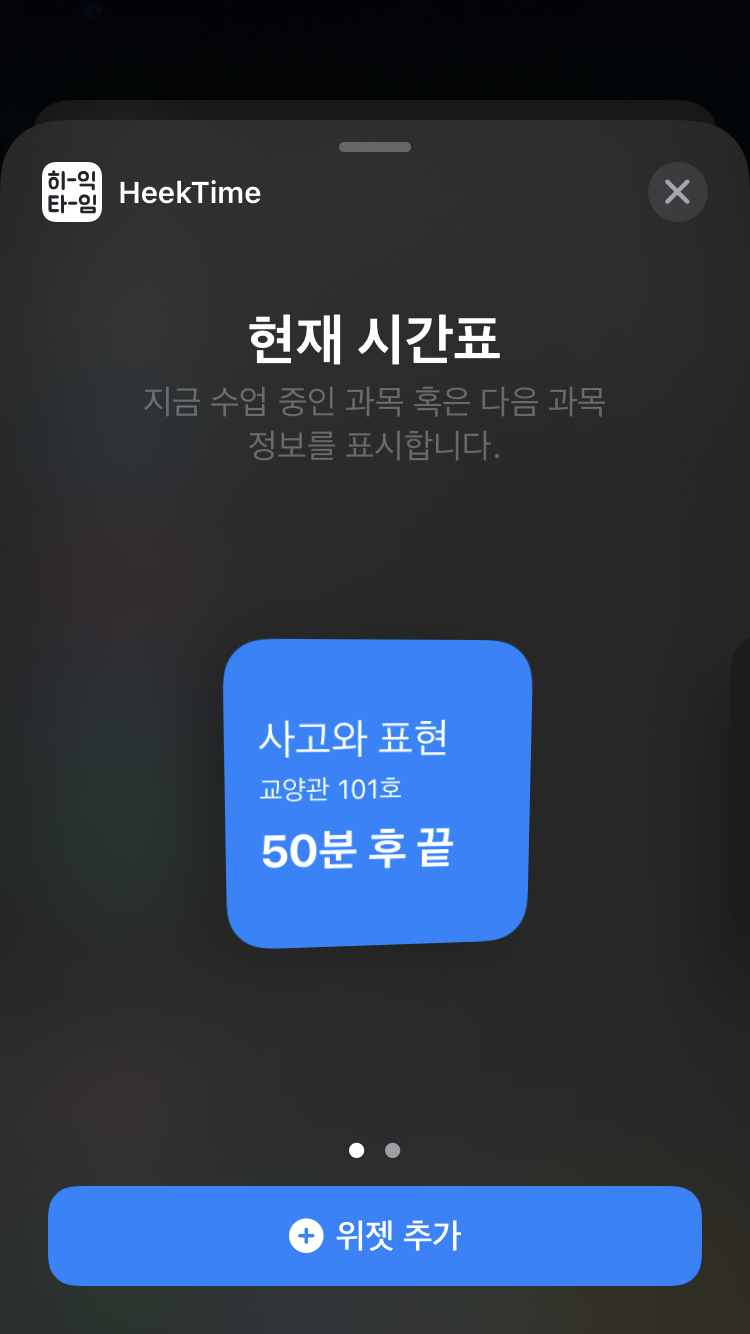 히-익
타-임
HeekTime
현재 시간표
지금 수업 중인 과목 혹은 다음 과목
정보를 표시합니다.
사고와 표현
교양관 101호
50분 후 끝
위젯 추가